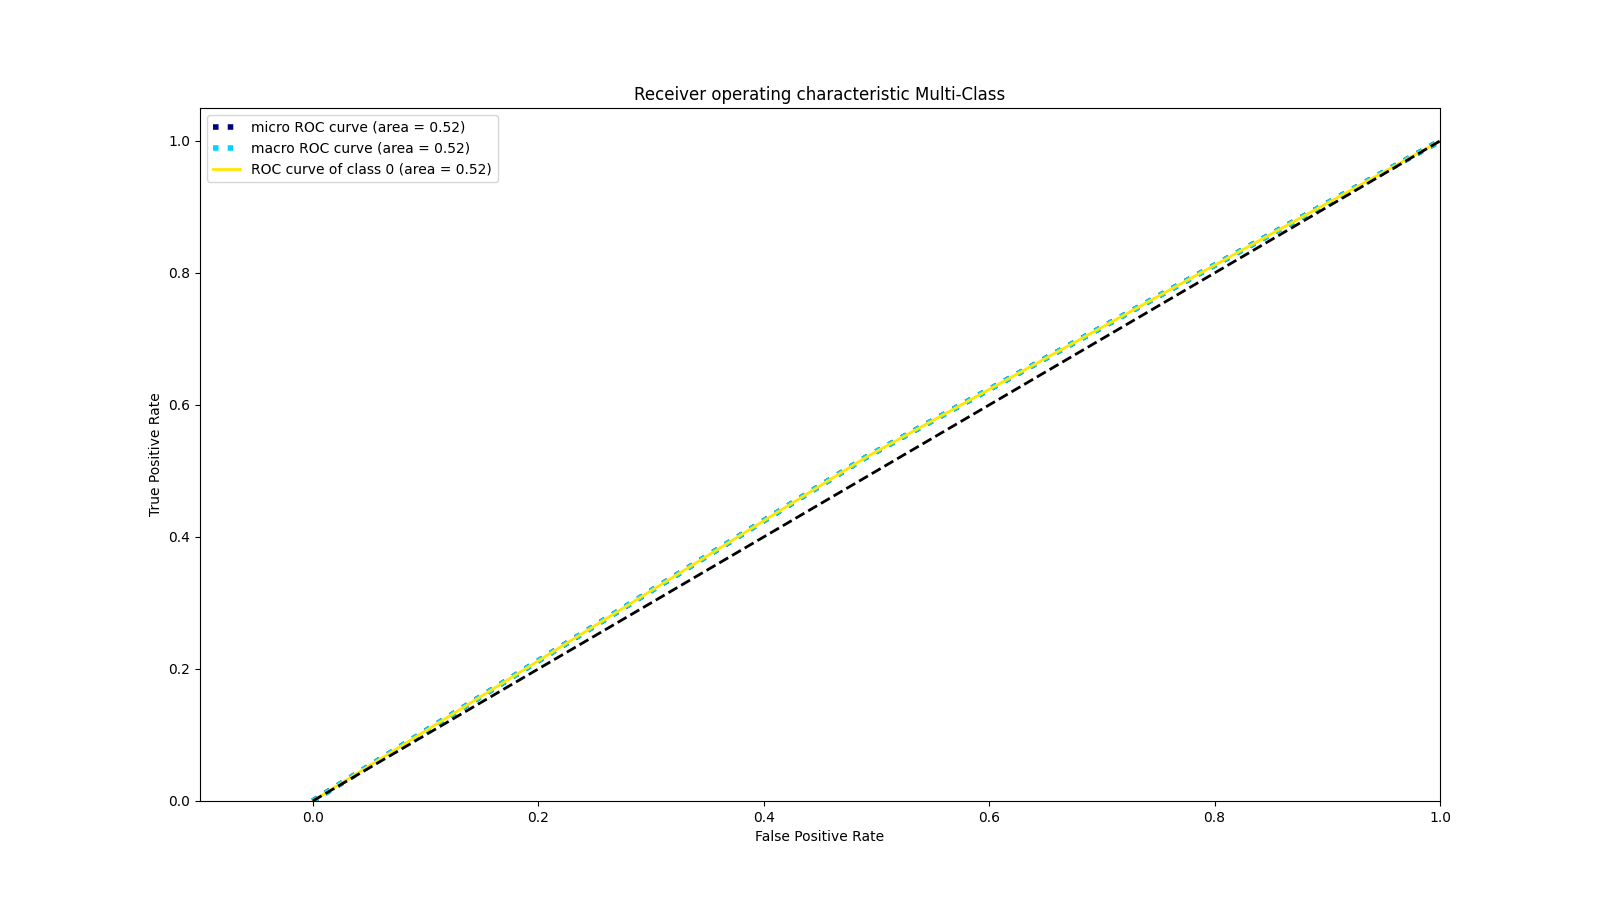 Receiver operating characteristic Multi-Class
micro ROC curve (area = 0.52)
macro ROC curve (area = 0.52)
ROC curve of class 0 (area = 0.52)
1.0
0.8
0.6
0.4
0.2
0.0
True Positive Rate
0.0 0.2 0.4 0.6 0.8 1.0
False Positive Rate